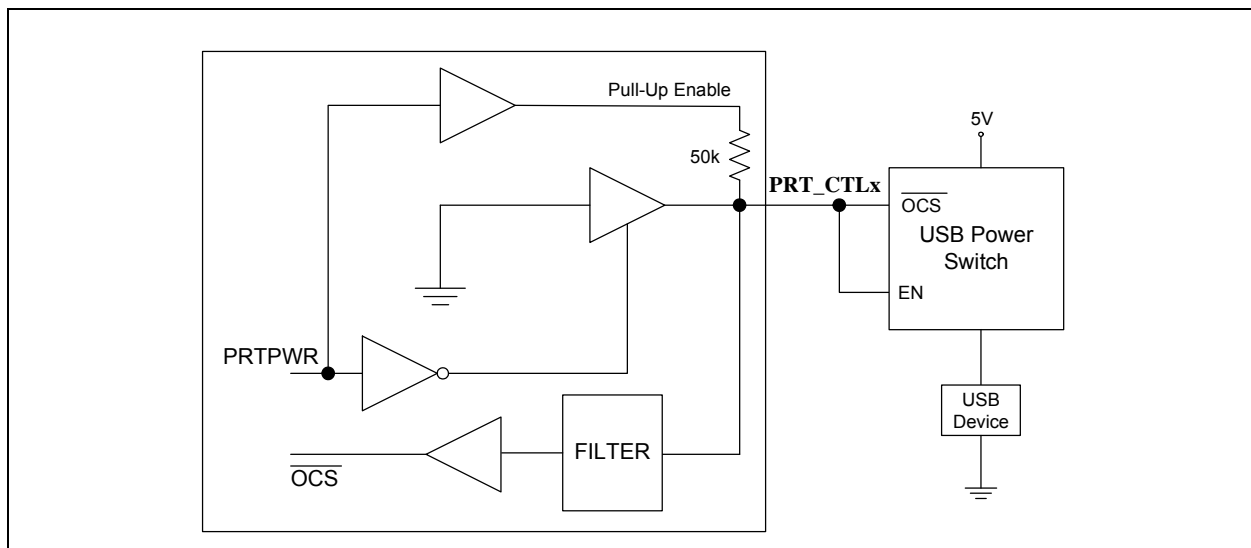 Pull-Up Enable
5V
50k
PRT_CTLx
OCS
USB Power
Switch
EN
PRTPWR
USB
Device
FILTER
OCS